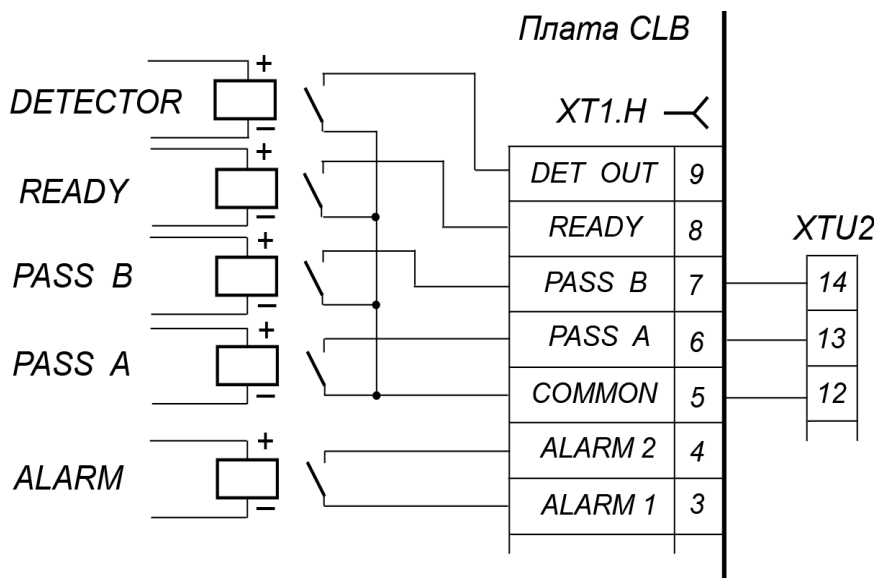 Плата CLB
XT1.H
DETECTOR
+
−
DET OUT 9
READY
+
−
READY 8
XTU2
PASS B
+
−
PASS B 7
14
PASS A
+
−
PASS A 6
13
COMMON 5
12
ALARM
+
−
ALARM 2 4
ALARM 1 3